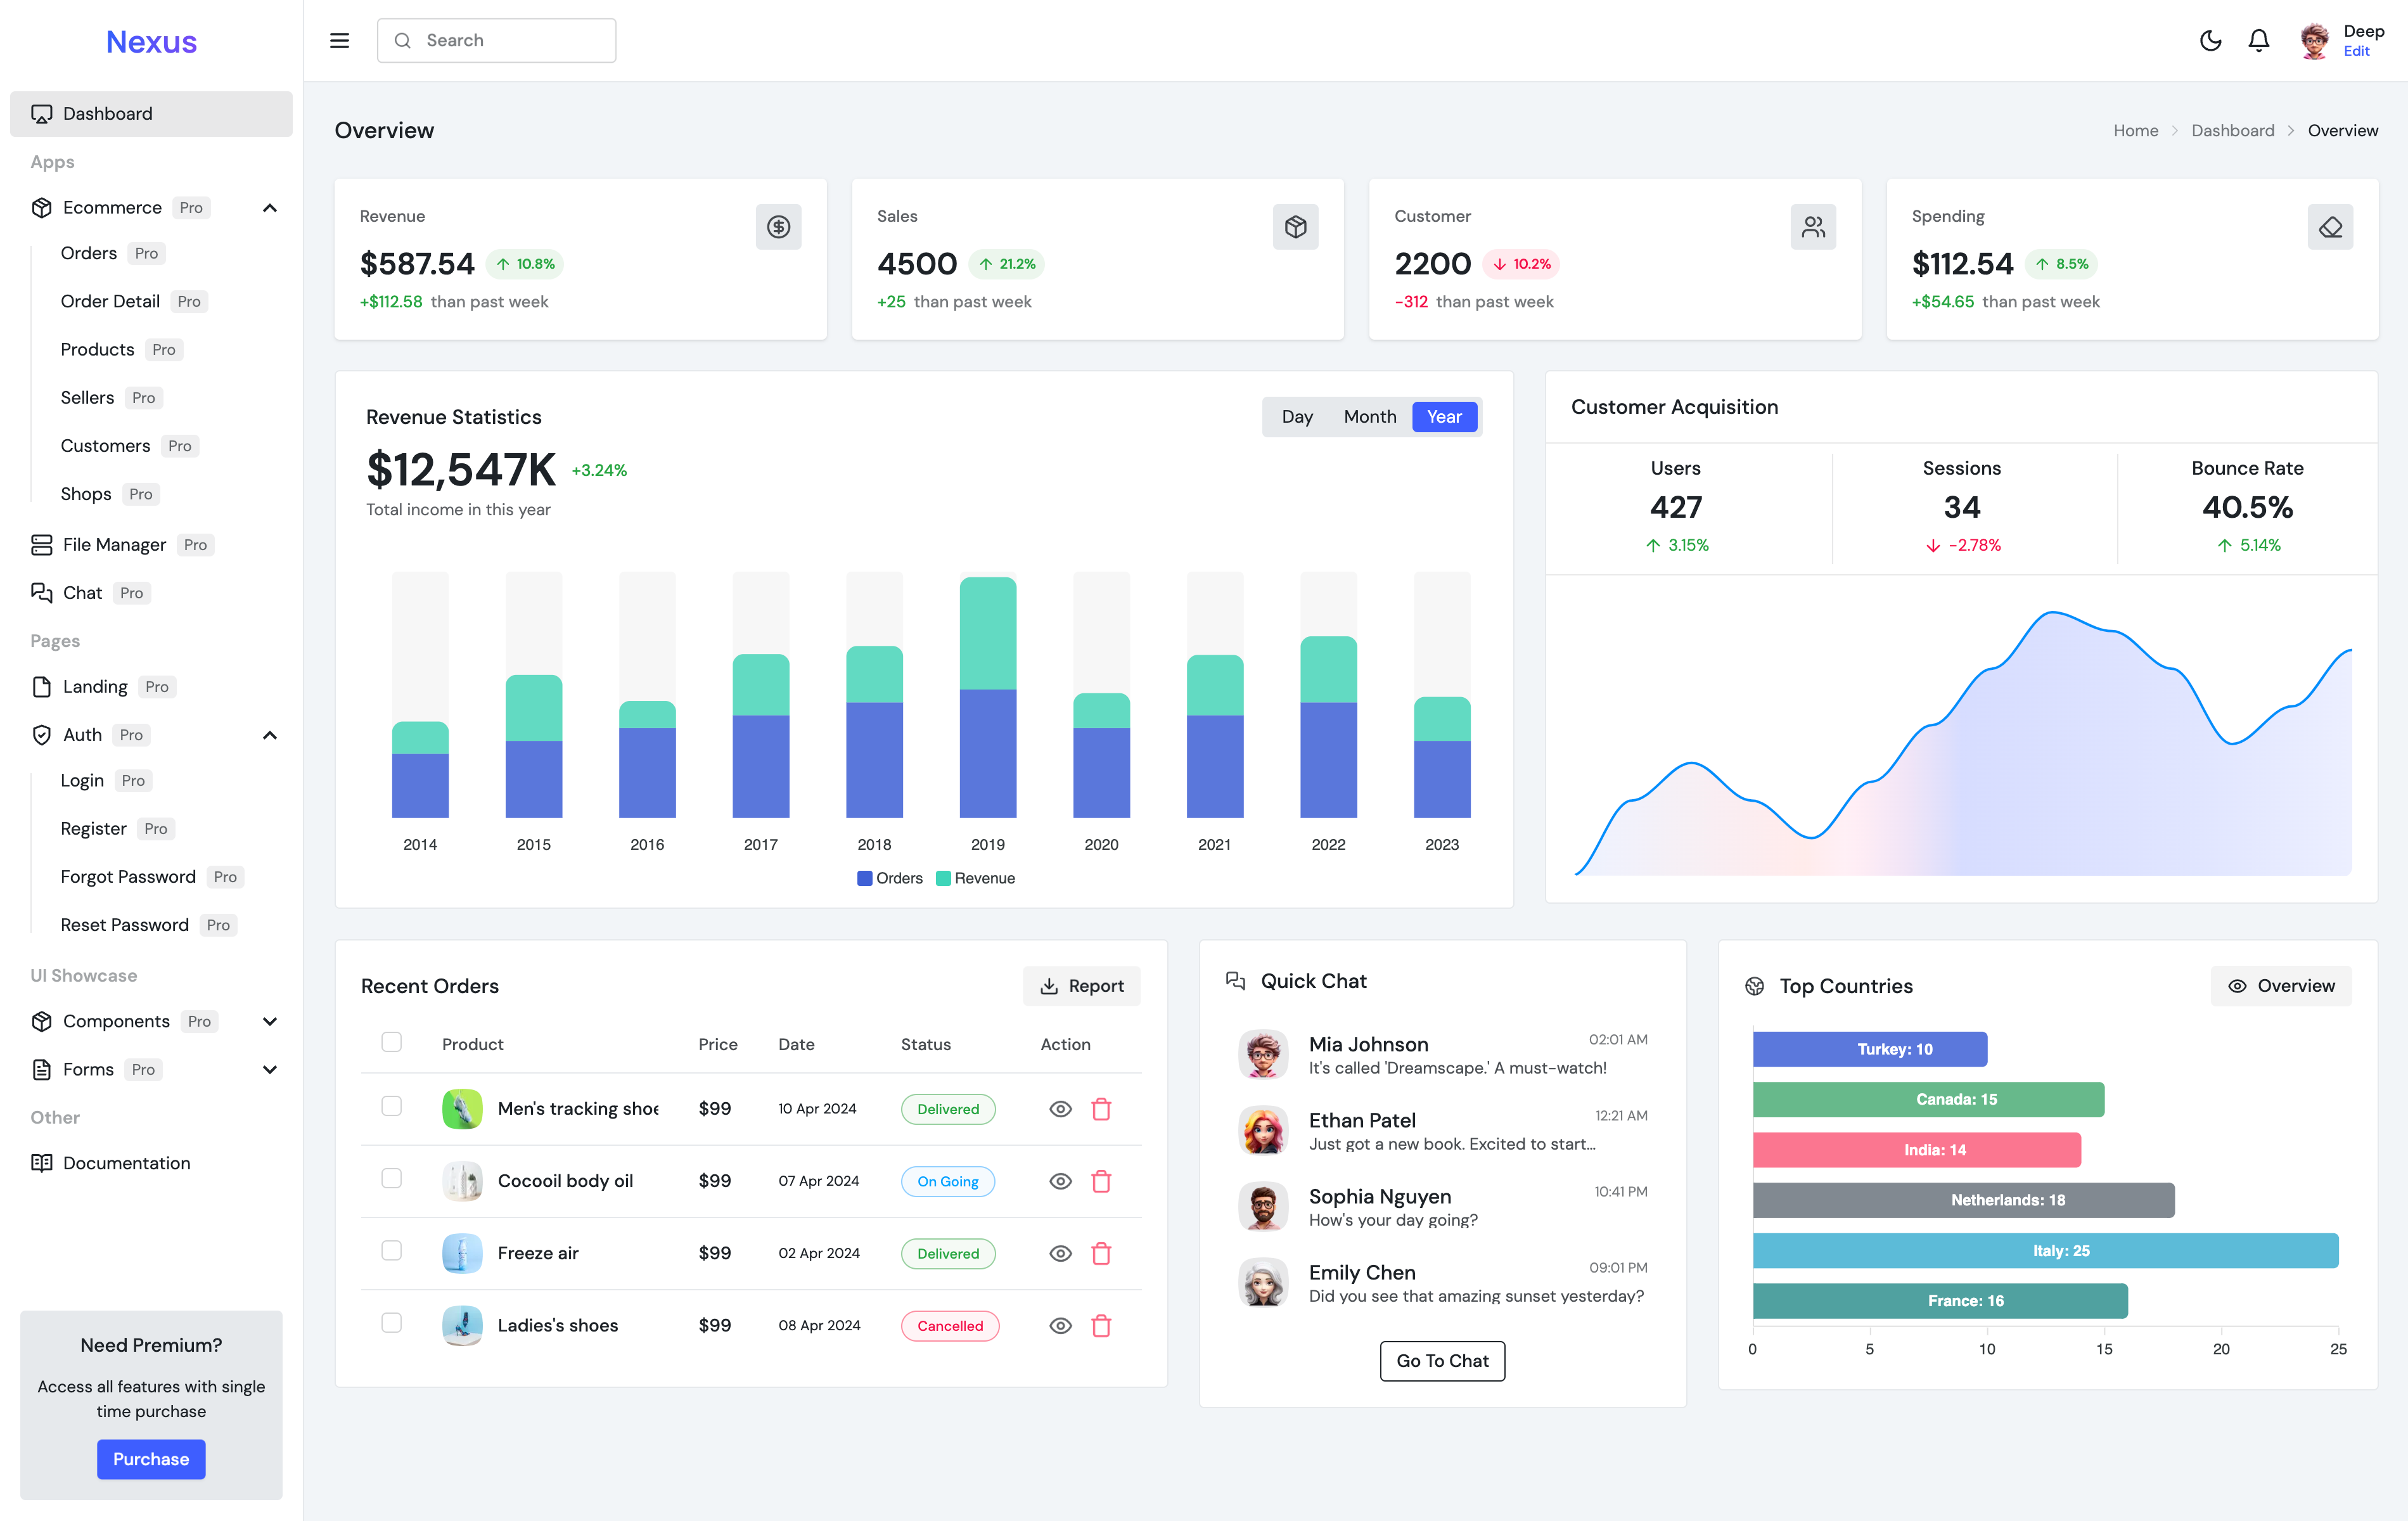 Nexus
Search
Deep
Edit
Dashboard
Apps
Ecommerce Pro
Orders Pro
Order Detail Pro
Products Pro
Sellers Pro
Customers Pro
Shops Pro
File Manager Pro
Chat Pro
Pages
Landing Pro
Auth Pro
Login Pro
Register Pro
Forgot Password Pro
Reset Password Pro
UI Showcase
Components Pro
Forms Pro
Other
Documentation
Need Premium?
Access all features with single
time purchase
Purchase
Overview
Home > Dashboard > Overview
Revenue
$587.54 10.8%
+$112.58 than past week
Sales
4500 21.2%
+25 than past week
Customer
2200 10.2%
-312 than past week
Spending
$112.54 8.5%
+$54.65 than past week
Revenue Statistics
Day Month Year
$12,547K +3.24%
Total income in this year
2014 2015 2016 2017 2018 2019 2020 2021 2022 2023
Orders Revenue
Customer Acquisition
Users
427
3.15%
Sessions
34
-2.78%
Bounce Rate
40.5%
5.14%
Recent Orders
Report
Product Price Date Status Action
Men's tracking shoe $99 10 Apr 2024 Delivered
Cocooil body oil $99 07 Apr 2024 On Going
Freeze air $99 02 Apr 2024 Delivered
Ladies's shoes $99 08 Apr 2024 Cancelled
Quick Chat
Mia Johnson 02:01 AM
It's called 'Dreamscape.' A must-watch!
Ethan Patel 12:21 AM
Just got a new book. Excited to start...
Sophia Nguyen 10:41 PM
How's your day going?
Emily Chen 09:01 PM
Did you see that amazing sunset yesterday?
Go To Chat
Top Countries
Overview
Turkey: 10
Canada: 15
India: 14
Netherlands: 18
Italy: 25
France: 16
0 5 10 15 20 25